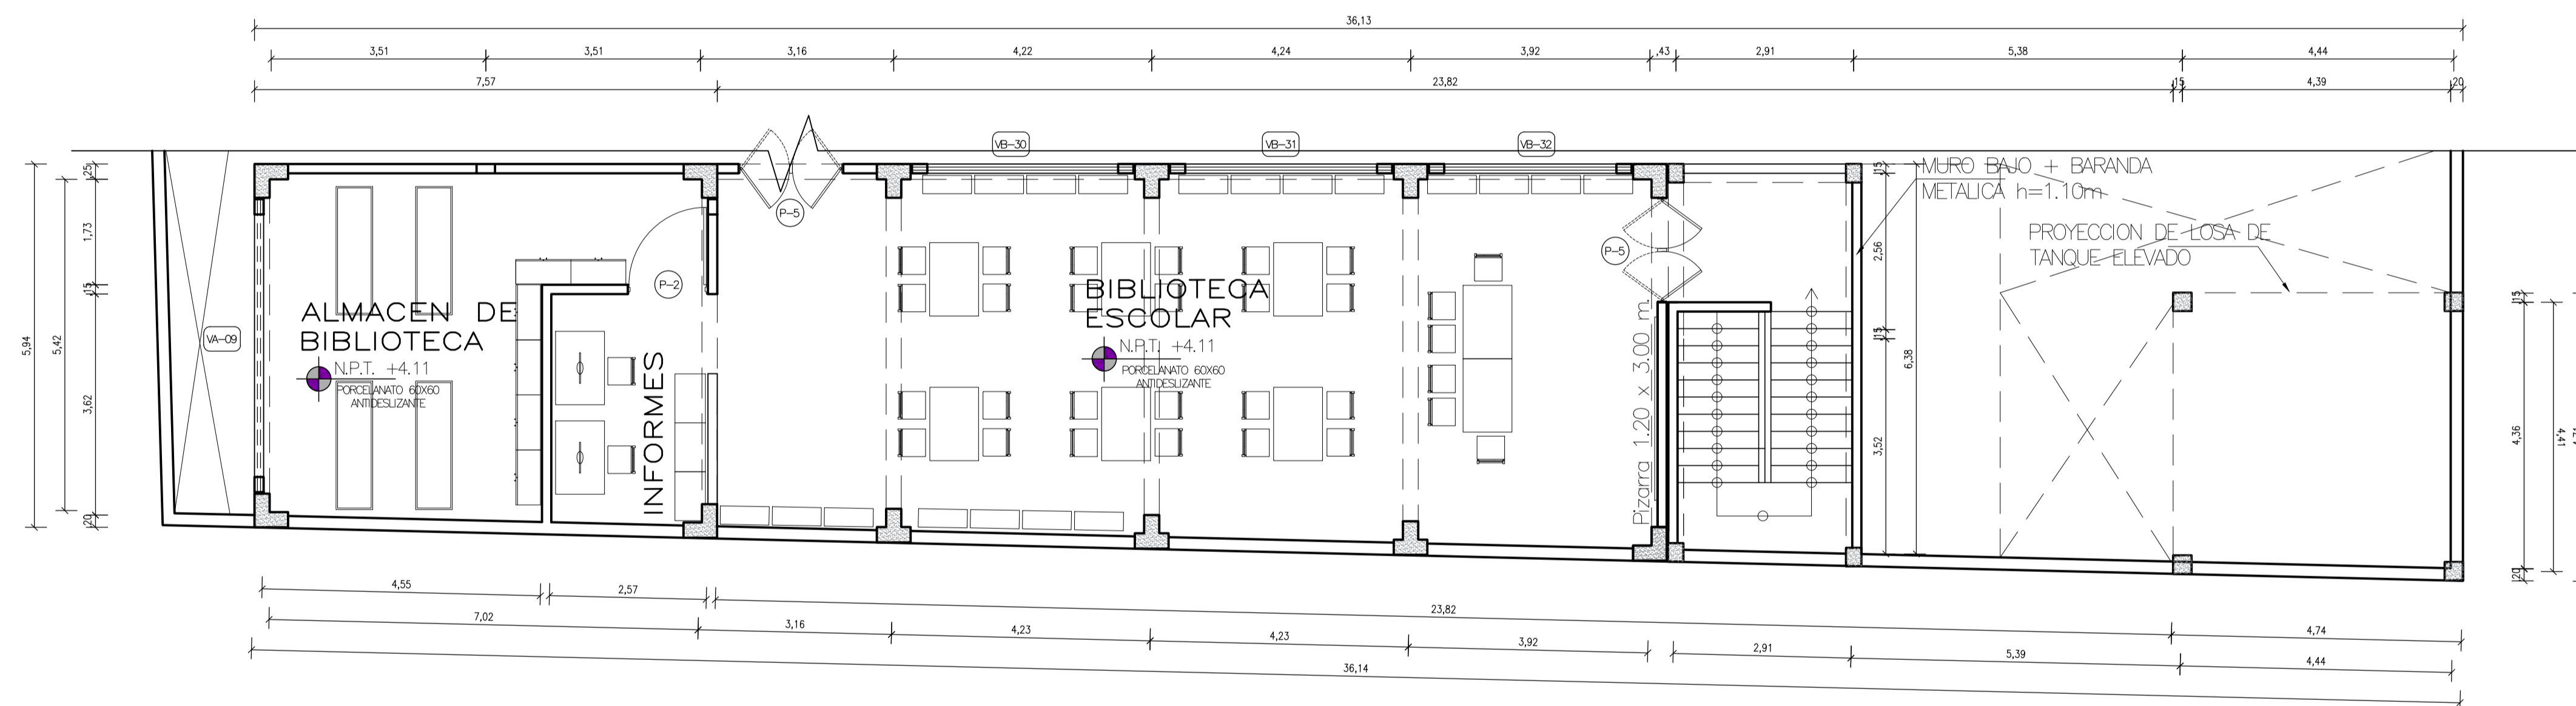 36,13
3,51
3,51
3,16
4,22
4,24
3,92
,43
2,91
5,38
4,44
7,57
23,82
15
4,39
20
VB-30
VB-31
VB-32
MURO BAJO + BARANDA
METALICA h=1.10m
PROYECCION DE LOSA DE
TANQUE ELEVADO
P-5
P-5
P-2
VA-09
ALMACEN DE
BIBLIOTECA
N.P.T. +4.11
PORCELANATO 60X60
ANTIDESLIZANTE
INFORMES
BIBLIOTECA
ESCOLAR
N.P.T. +4.11
PORCELANATO 60X60
ANTIDESLIZANTE
Pizarra 1.20 x 3.00 m.
5,94
5,42
,25
1,73
15
3,62
20
15
2,56
15
3,52
6,38
15
4,36
20
4,41
4,55
2,57
23,82
7,02
3,16
4,23
4,23
3,92
2,91
5,39
4,74
4,44
36,14